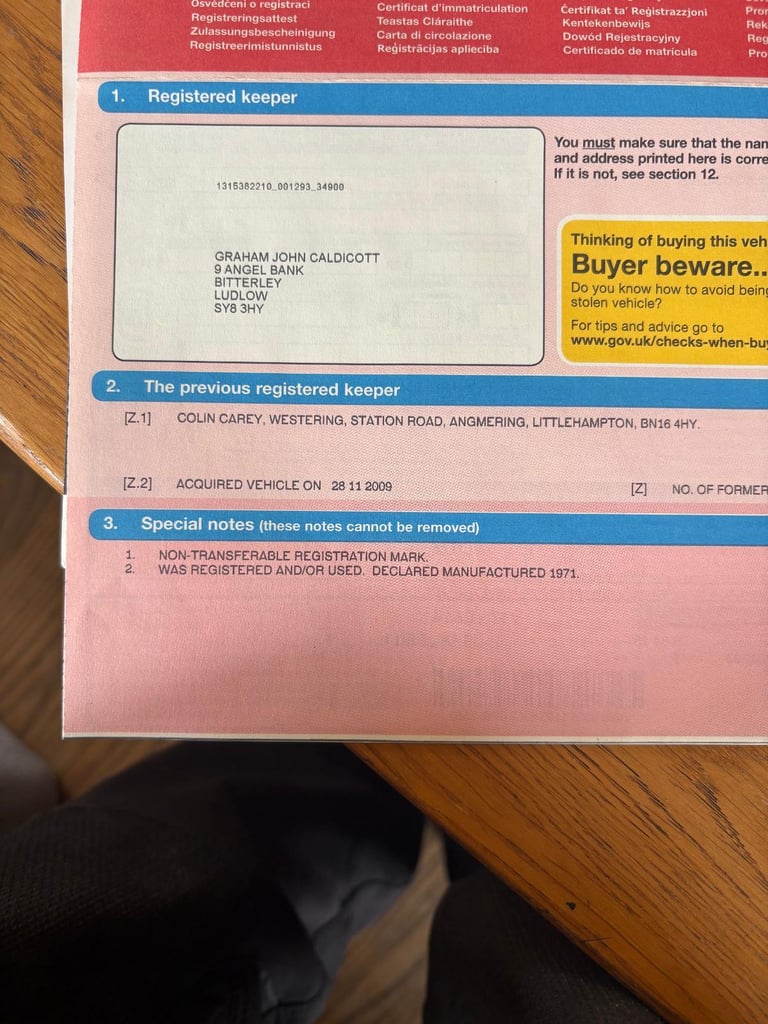 Osvědčení o registraci
Registreringsattest
Zulassungsbescheinigung
Registreerimistunnistus
Certificat d'immatriculation
Teastas Cláraithe
Carta di circolazione
Reģistrācijas apliecība
Ċertifikat ta' Reġistrazzjoni
Kentekenbewijs
Dowód Rejestracyjny
Certificado de matrícula
1. Registered keeper
1315382210_001293_34900
GRAHAM JOHN CALDICOTT
9 ANGEL BANK
BITTERLEY
LUDLOW
SY8 3HY
You must make sure that the nam
and address printed here is corre
If it is not, see section 12.
Thinking of buying this veh
Buyer beware..
Do you know how to avoid being
stolen vehicle?
For tips and advice go to
www.gov.uk/checks-when-buy
2. The previous registered keeper
[Z.1] COLIN CAREY, WESTERING, STATION ROAD, ANGMERING, LITTLEHAMPTON, BN16 4HY.
[Z.2] ACQUIRED VEHICLE ON 28 11 2009
[Z] NO. OF FORMER
3. Special notes (these notes cannot be removed)
1. NON-TRANSFERABLE REGISTRATION MARK.
2. WAS REGISTERED AND/OR USED. DECLARED MANUFACTURED 1971.